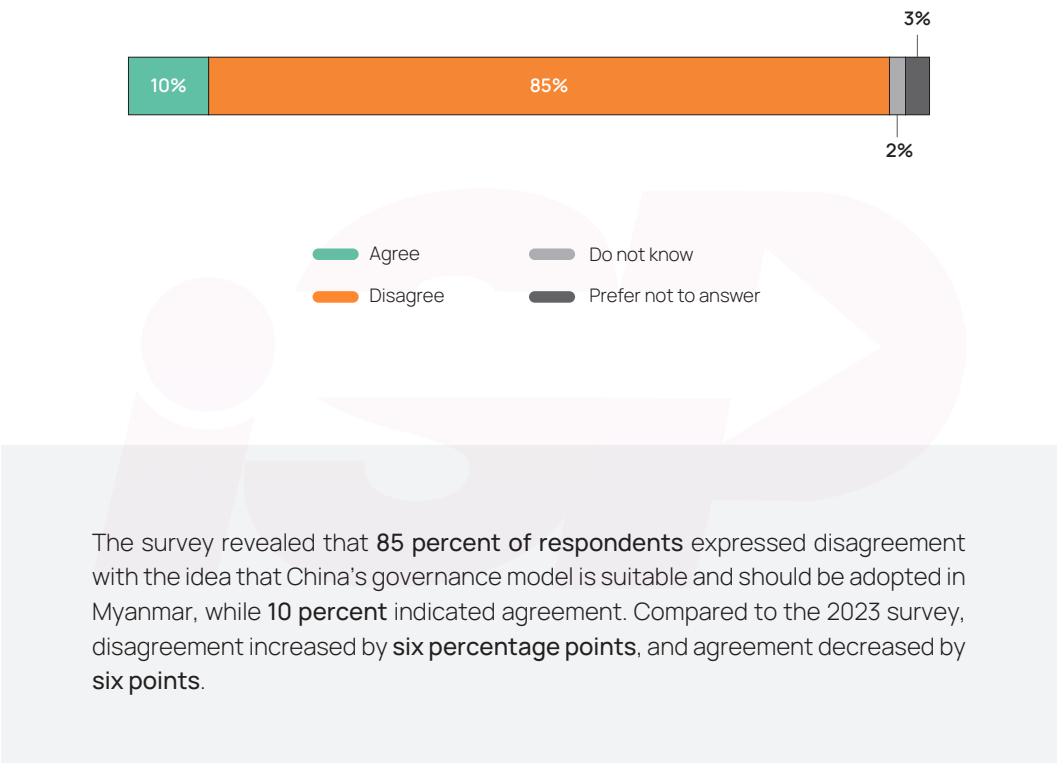 3%
10%
85%
2%
Agree
Do not know
Disagree
Prefer not to answer
iSP
The survey revealed that 85 percent of respondents expressed disagreement
with the idea that China's governance model is suitable and should be adopted in
Myanmar, while 10 percent indicated agreement. Compared to the 2023 survey,
disagreement increased by six percentage points, and agreement decreased by
six points.